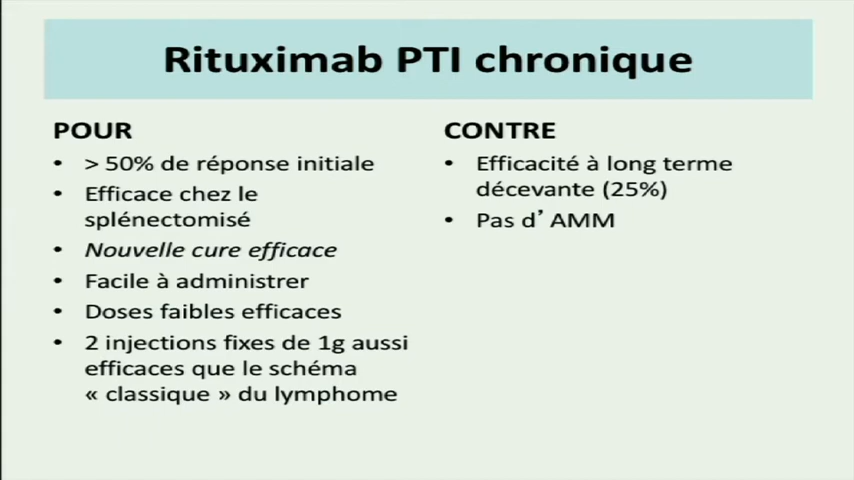 Rituximab PTI chronique
POUR
• > 50% de réponse initiale
• Efficace chez le
splénectomisé
• Nouvelle cure efficace
• Facile à administrer
• Doses faibles efficaces
• 2 injections fixes de 1g aussi
efficaces que le schéma
« classique » du lymphome
CONTRE
• Efficacité à long terme
décevante (25%)
• Pas d’ AMM